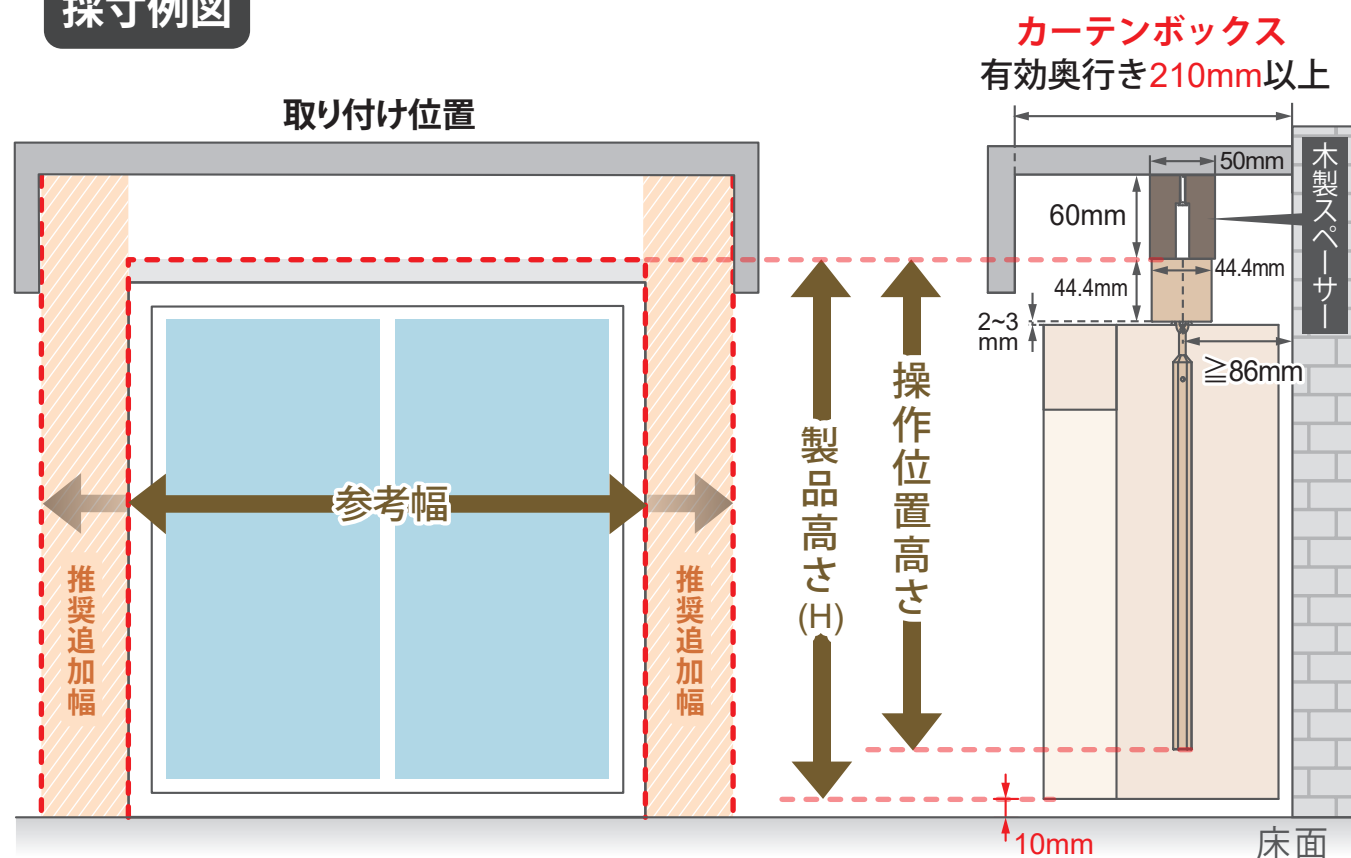 採寸例図
カーテンボックス
有効奥行き210mm以上
取り付け位置
50mm
木製スペーサー
60mm
44.4mm
44.4mm
2~3
mm
≧86mm
操作位置高さ
製品高さ
(H)
参考幅
推奨追加幅
推奨追加幅
10mm
床面